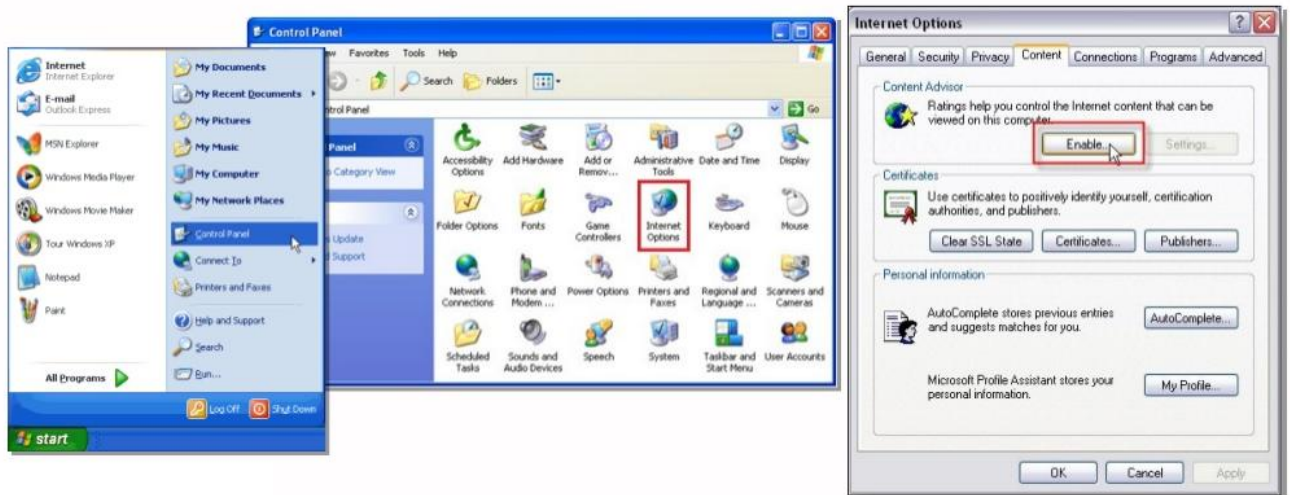 Internet
Internet Explorer
E-mail
Outlook Express
MSN Explorer
Windows Media Player
Windows Movie Maker
Tour Windows XP
Notepad
Paint
All Programs
My Documents
My Recent Documents
My Pictures
My Music
My Computer
My Network Places
Control Panel
Connect To
Printers and Faxes
Help and Support
Search
Run...
Log Off
Shut Down
start
Control Panel
Favorites Tools Help
Search Folders
ntrol Panel
Go
Panel
Category View
Update
Support
Accessibility
Options
Add Hardware
Add or
Remov...
Administrative
Tools
Date and Time
Display
Folder Options
Fonts
Game
Controllers
Internet
Options
Keyboard
Mouse
Network
Connections
Phone and
Modem ...
Power Options
Printers and
Faxes
Regional and
Language ...
Scanners and
Cameras
Scheduled
Tasks
Sounds and
Audio Devices
Speech
System
Taskbar and
Start Menu
User Accounts
Internet Options
General Security Privacy Content Connections Programs Advanced
Content Advisor
Ratings help you control the Internet content that can be
viewed on this computer.
Enable...
Settings...
Certificates
Use certificates to positively identify yourself, certification
authorities, and publishers.
Clear SSL State
Certificates...
Publishers...
Personal information
AutoComplete stores previous entries
and suggests matches for you.
AutoComplete...
Microsoft Profile Assistant stores your
personal information.
My Profile...
OK
Cancel
Apply